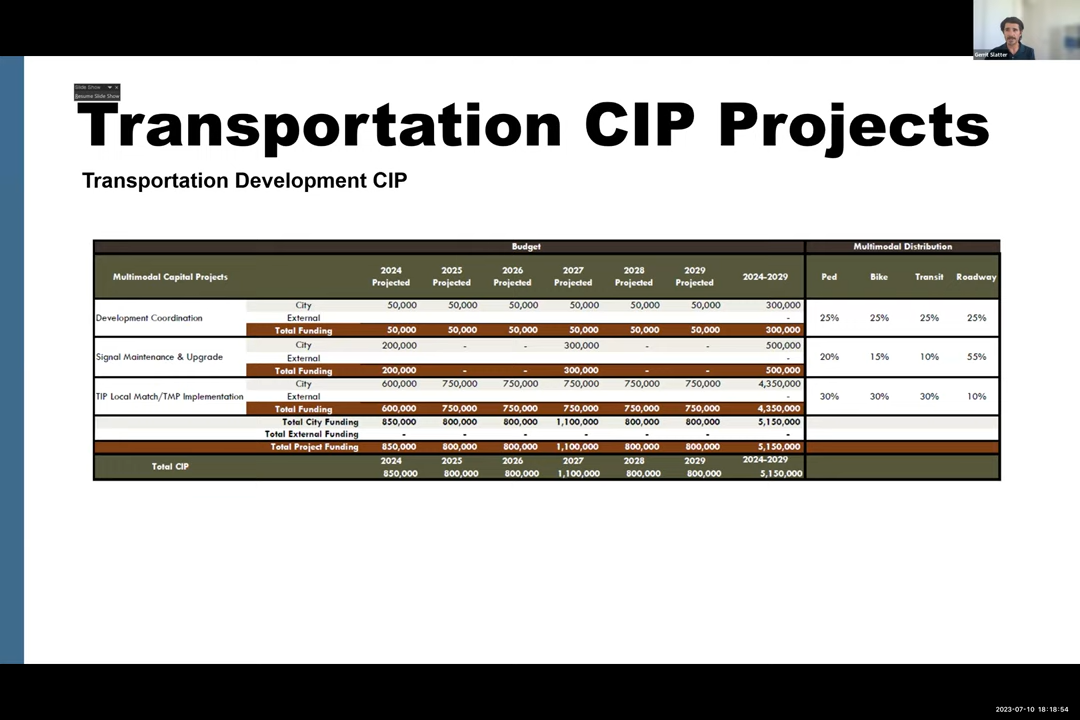 Gerrit Slatter
Slide Show
Resume Slide Show
Transportation CIP Projects
Transportation Development CIP
Budget Multimodal Distribution
Multimodal Capital Projects 2024 Projected 2025 Projected 2026 Projected 2027 Projected 2028 Projected 2029 Projected 2024-2029 Ped Bike Transit Roadway
City 50,000 50,000 50,000 50,000 50,000 50,000 300,000
Development Coordination External - 25% 25% 25% 25%
Total Funding 50,000 50,000 50,000 50,000 50,000 50,000 300,000
City 200,000 - - 300,000 - - 500,000
Signal Maintenance & Upgrade External - 20% 15% 10% 55%
Total Funding 200,000 - - 300,000 - - 500,000
City 600,000 750,000 750,000 750,000 750,000 750,000 4,350,000
TIP Local Match/TMP Implementation External - 30% 30% 30% 10%
Total Funding 600,000 750,000 750,000 750,000 750,000 750,000 4,350,000
Total City Funding 850,000 800,000 800,000 1,100,000 800,000 800,000 5,150,000
Total External Funding - - - - - - -
Total Project Funding 850,000 800,000 800,000 1,100,000 800,000 800,000 5,150,000
Total CIP 2024 2025 2026 2027 2028 2029 2024-2029
850,000 800,000 800,000 1,100,000 800,000 800,000 5,150,000
2023-07-10 18:18:54